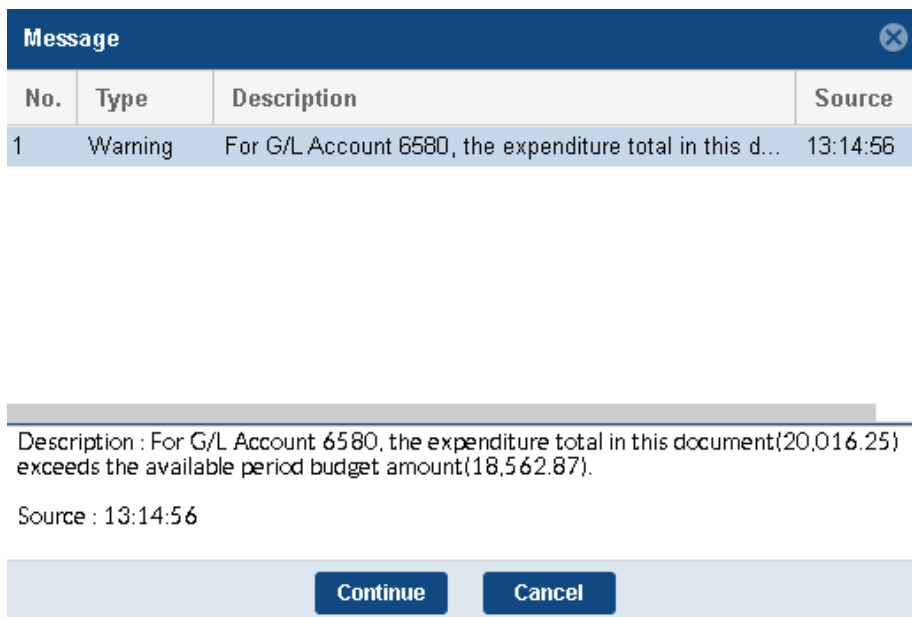 Message
No. Type Description Source
1 Warning For G/L Account 6580, the expenditure total in this d... 13:14:56
Description : For G/L Account 6580, the expenditure total in this document(20,016.25)
exceeds the available period budget amount(18,562.87).
Source : 13:14:56
Continue Cancel